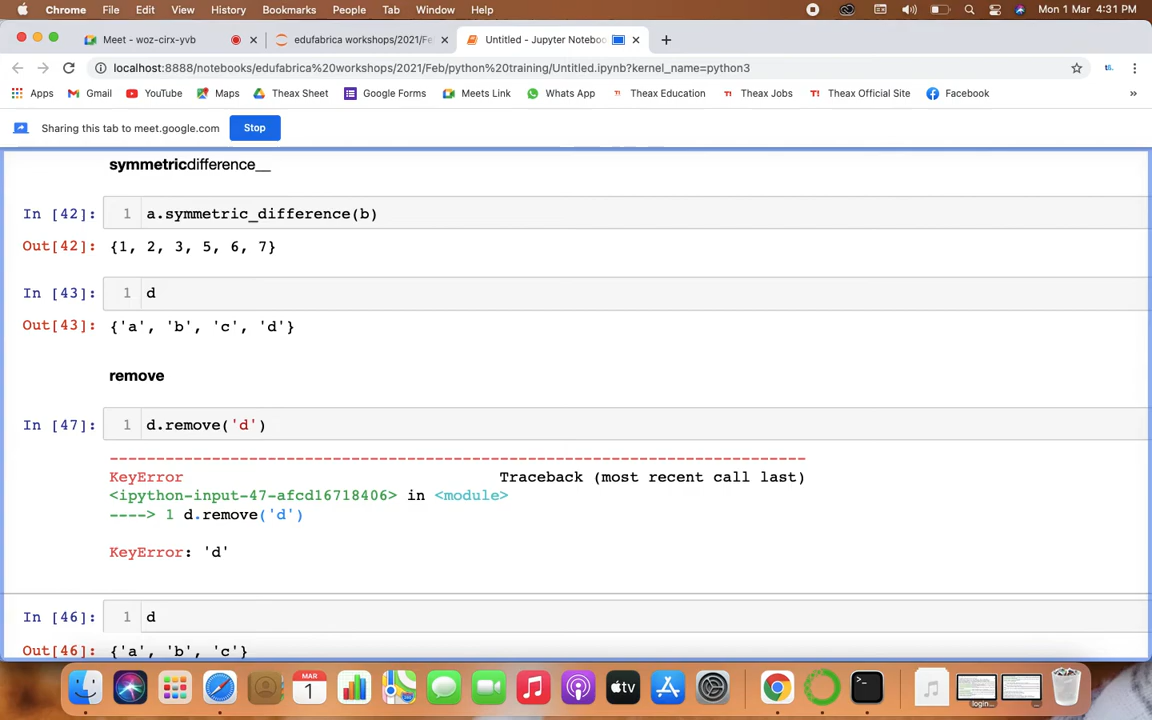 Chrome File Edit View History Bookmarks People Tab Window Help Mon 1 Mar 4:31 PM
Meet - woz-cirx-yvb edufabrica workshops/2021/Fe Untitled - Jupyter Noteboo
localhost:8888/notebooks/edufabrica%20workshops/2021/Feb/python%20training/Untitled.ipynb?kernel_name=python3
Apps Gmail YouTube Maps Theax Sheet Google Forms Meets Link Whats App Theax Education Theax Jobs Theax Official Site Facebook »
Sharing this tab to meet.google.com Stop
symmetricdifference__
In [42]: 1 a.symmetric_difference(b)
Out[42]: {1, 2, 3, 5, 6, 7}
In [43]: 1 d
Out[43]: {'a', 'b', 'c', 'd'}
remove
In [47]: 1 d.remove('d')
---------------------------------------------------------------------------
KeyError Traceback (most recent call last)
<ipython-input-47-afcd16718406> in <module>
----> 1 d.remove('d')
KeyError: 'd'
In [46]: 1 d
Out[46]: {'a', 'b', 'c'}
MAR
1
tv
>_
login...